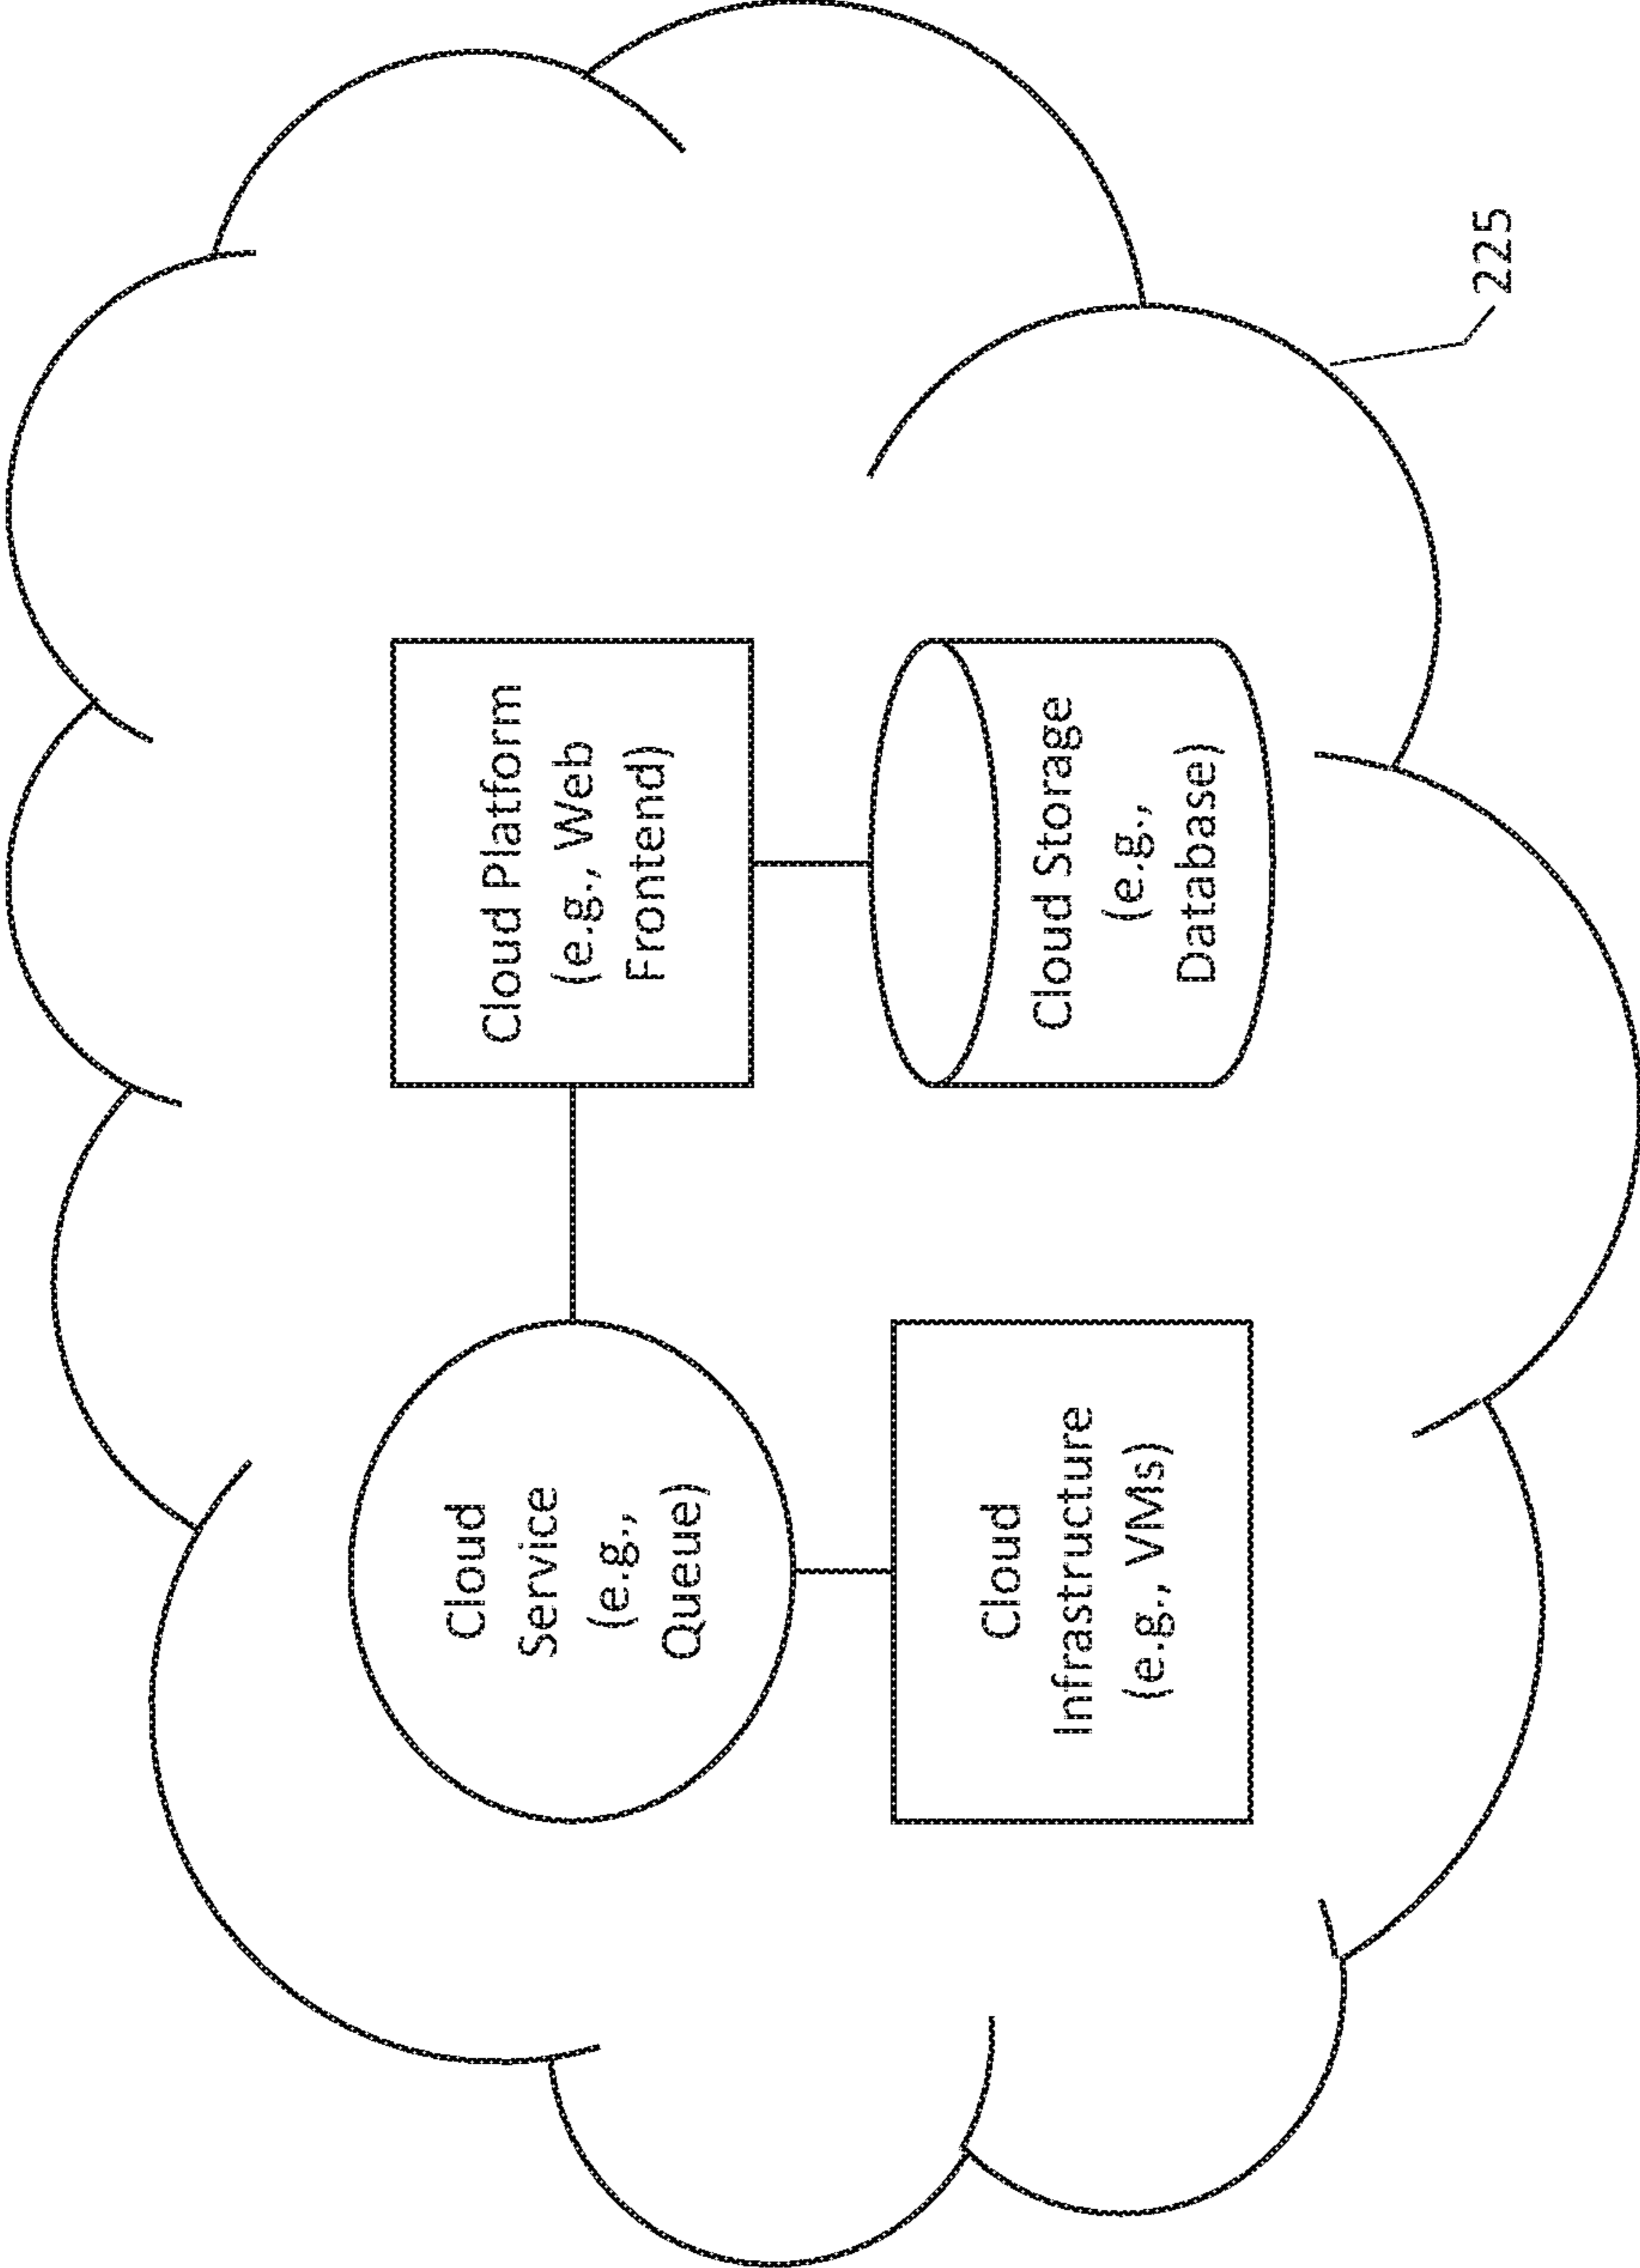 Cloud
Service
(e.g.,
Queue)
Cloud Platform
(e.g., Web
Frontend)
Cloud
Infrastructure
(e.g., VMs)
Cloud Storage
(e.g.,
Database)
225